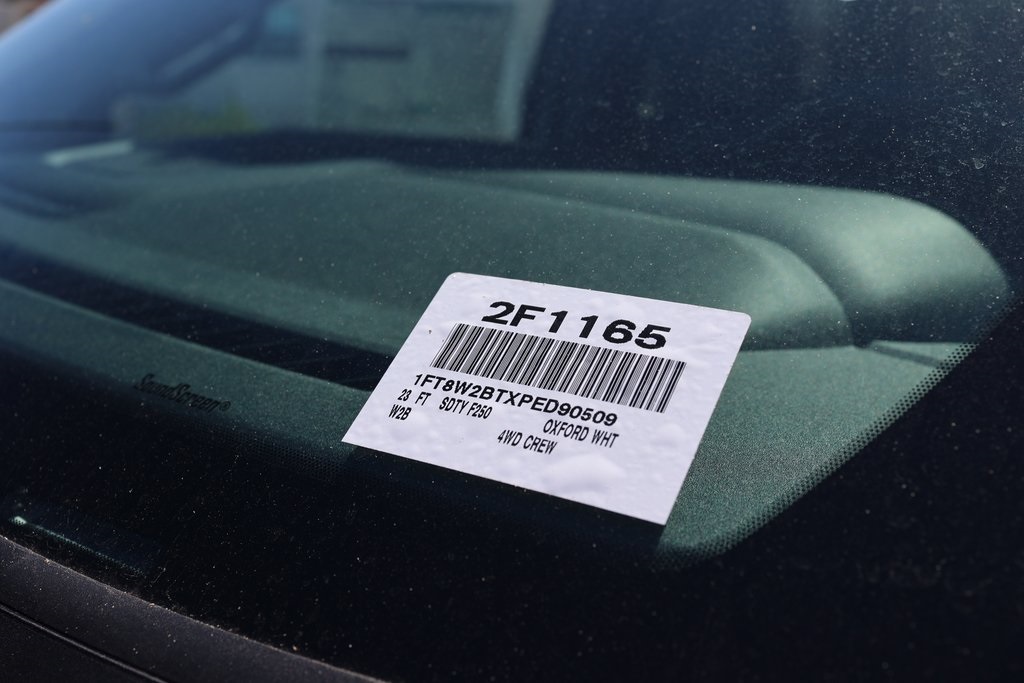 2F1165
1FT8W2BTXPED90509
23 FT SDTY F250 OXFORD WHT
W2B 4WD CREW
SoundScreen®